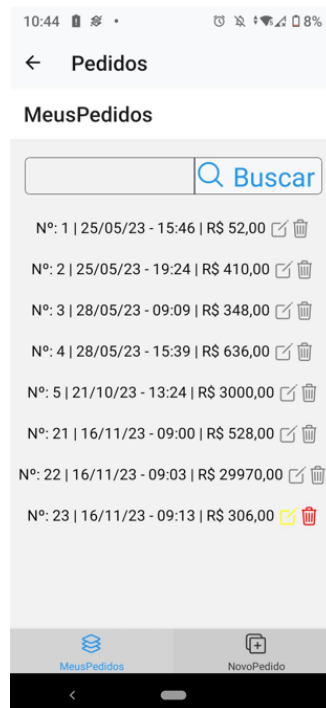 10:44 8%
Pedidos
MeusPedidos
Buscar
Nº: 1 | 25/05/23 - 15:46 | R$ 52,00
Nº: 2 | 25/05/23 - 19:24 | R$ 410,00
Nº: 3 | 28/05/23 - 09:09 | R$ 348,00
Nº: 4 | 28/05/23 - 15:39 | R$ 636,00
Nº: 5 | 21/10/23 - 13:24 | R$ 3000,00
Nº: 21 | 16/11/23 - 09:00 | R$ 528,00
Nº: 22 | 16/11/23 - 09:03 | R$ 29970,00
Nº: 23 | 16/11/23 - 09:13 | R$ 306,00
MeusPedidos NovoPedido